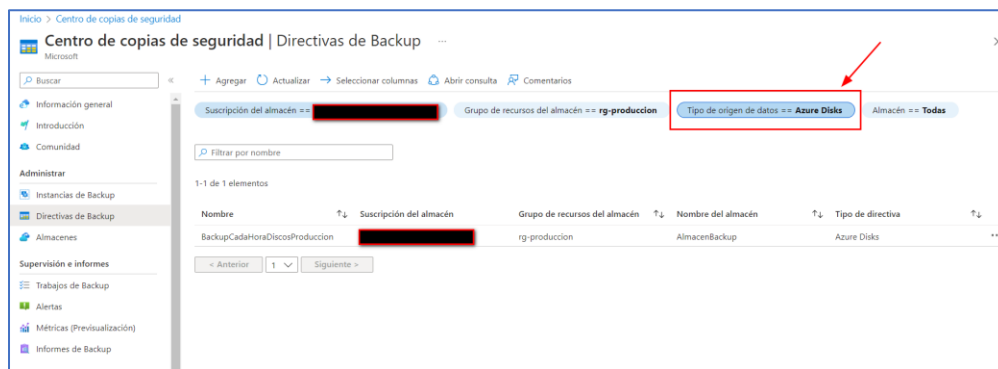 Inicio > Centro de copias de seguridad
Centro de copias de seguridad | Directivas de Backup ...
Microsoft
Buscar
Agregar Actualizar Seleccionar columnas Abrir consulta Comentarios
Información general
Introducción
Comunidad
Administrar
Instancias de Backup
Directivas de Backup
Almacenes
Supervisión e informes
Trabajos de Backup
Alertas
Métricas (Previsualización)
Informes de Backup
Suscripción del almacén == Grupo de recursos del almacén == rg-produccion Tipo de origen de datos == Azure Disks Almacén == Todas
Filtrar por nombre
1-1 de 1 elementos
Nombre Suscripción del almacén Grupo de recursos del almacén Nombre del almacén Tipo de directiva
BackupCadaHoraDiscosProduccion rg-produccion AlmacenBackup Azure Disks
< Anterior 1 Siguiente >